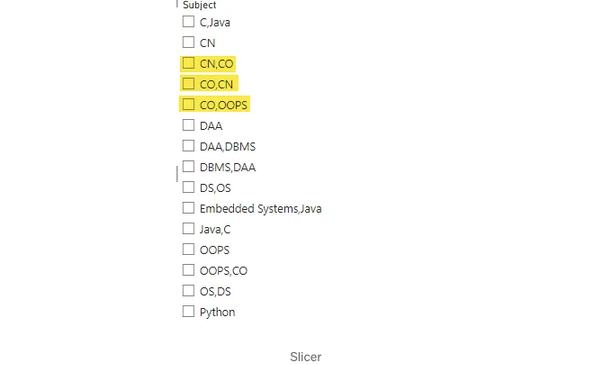 Subject
C,Java
CN
CN,CO
CO,CN
CO,OOPS
DAA
DAA,DBMS
DBMS,DAA
DS,OS
Embedded Systems,Java
Java,C
OOPS
OOPS,CO
OS,DS
Python
Slicer